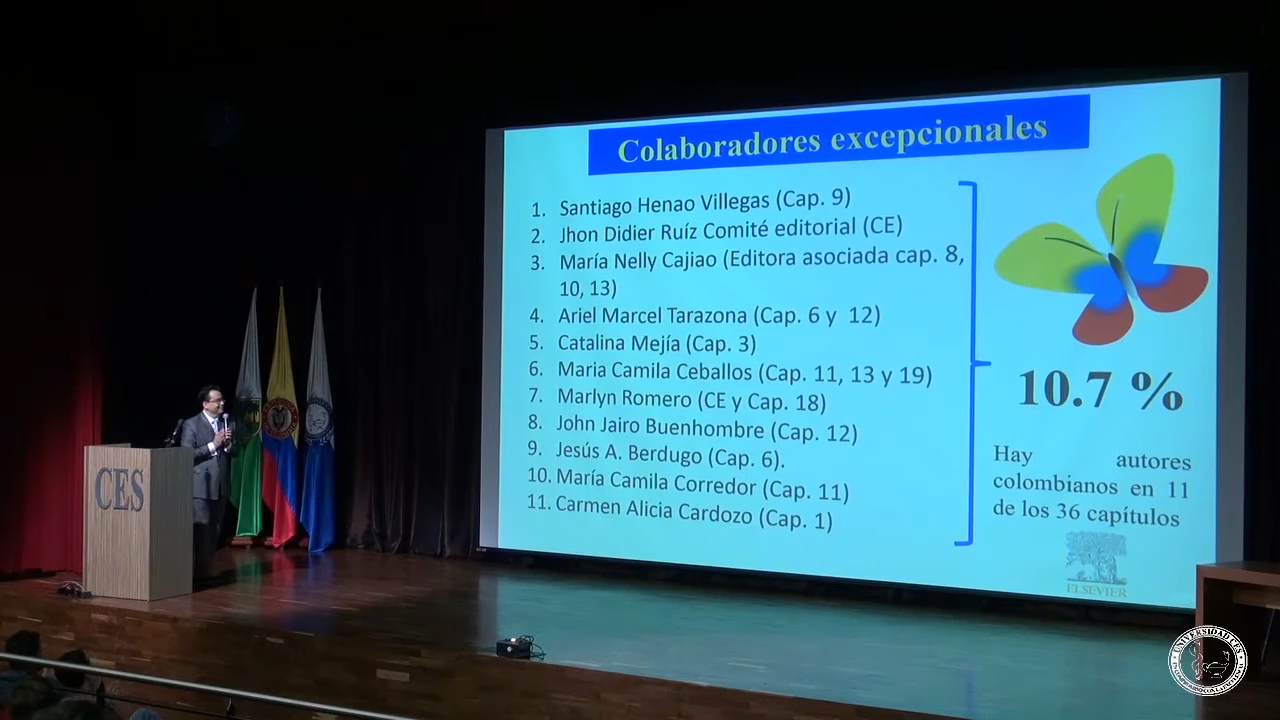 Colaboradores excepcionales
1. Santiago Henao Villegas (Cap. 9)
2. Jhon Didier Ruíz Comité editorial (CE)
3. María Nelly Cajiao (Editora asociada cap. 8,
10, 13)
4. Ariel Marcel Tarazona (Cap. 6 y 12)
5. Catalina Mejía (Cap. 3)
6. Maria Camila Ceballos (Cap. 11, 13 y 19)
7. Marlyn Romero (CE y Cap. 18)
8. John Jairo Buenhombre (Cap. 12)
9. Jesús A. Berdugo (Cap. 6).
10. María Camila Corredor (Cap. 11)
11. Carmen Alicia Cardozo (Cap. 1)
10.7 %
Hay autores
colombianos en 11
de los 36 capítulos
ELSEVIER
CES
UNIVERSIDAD CES